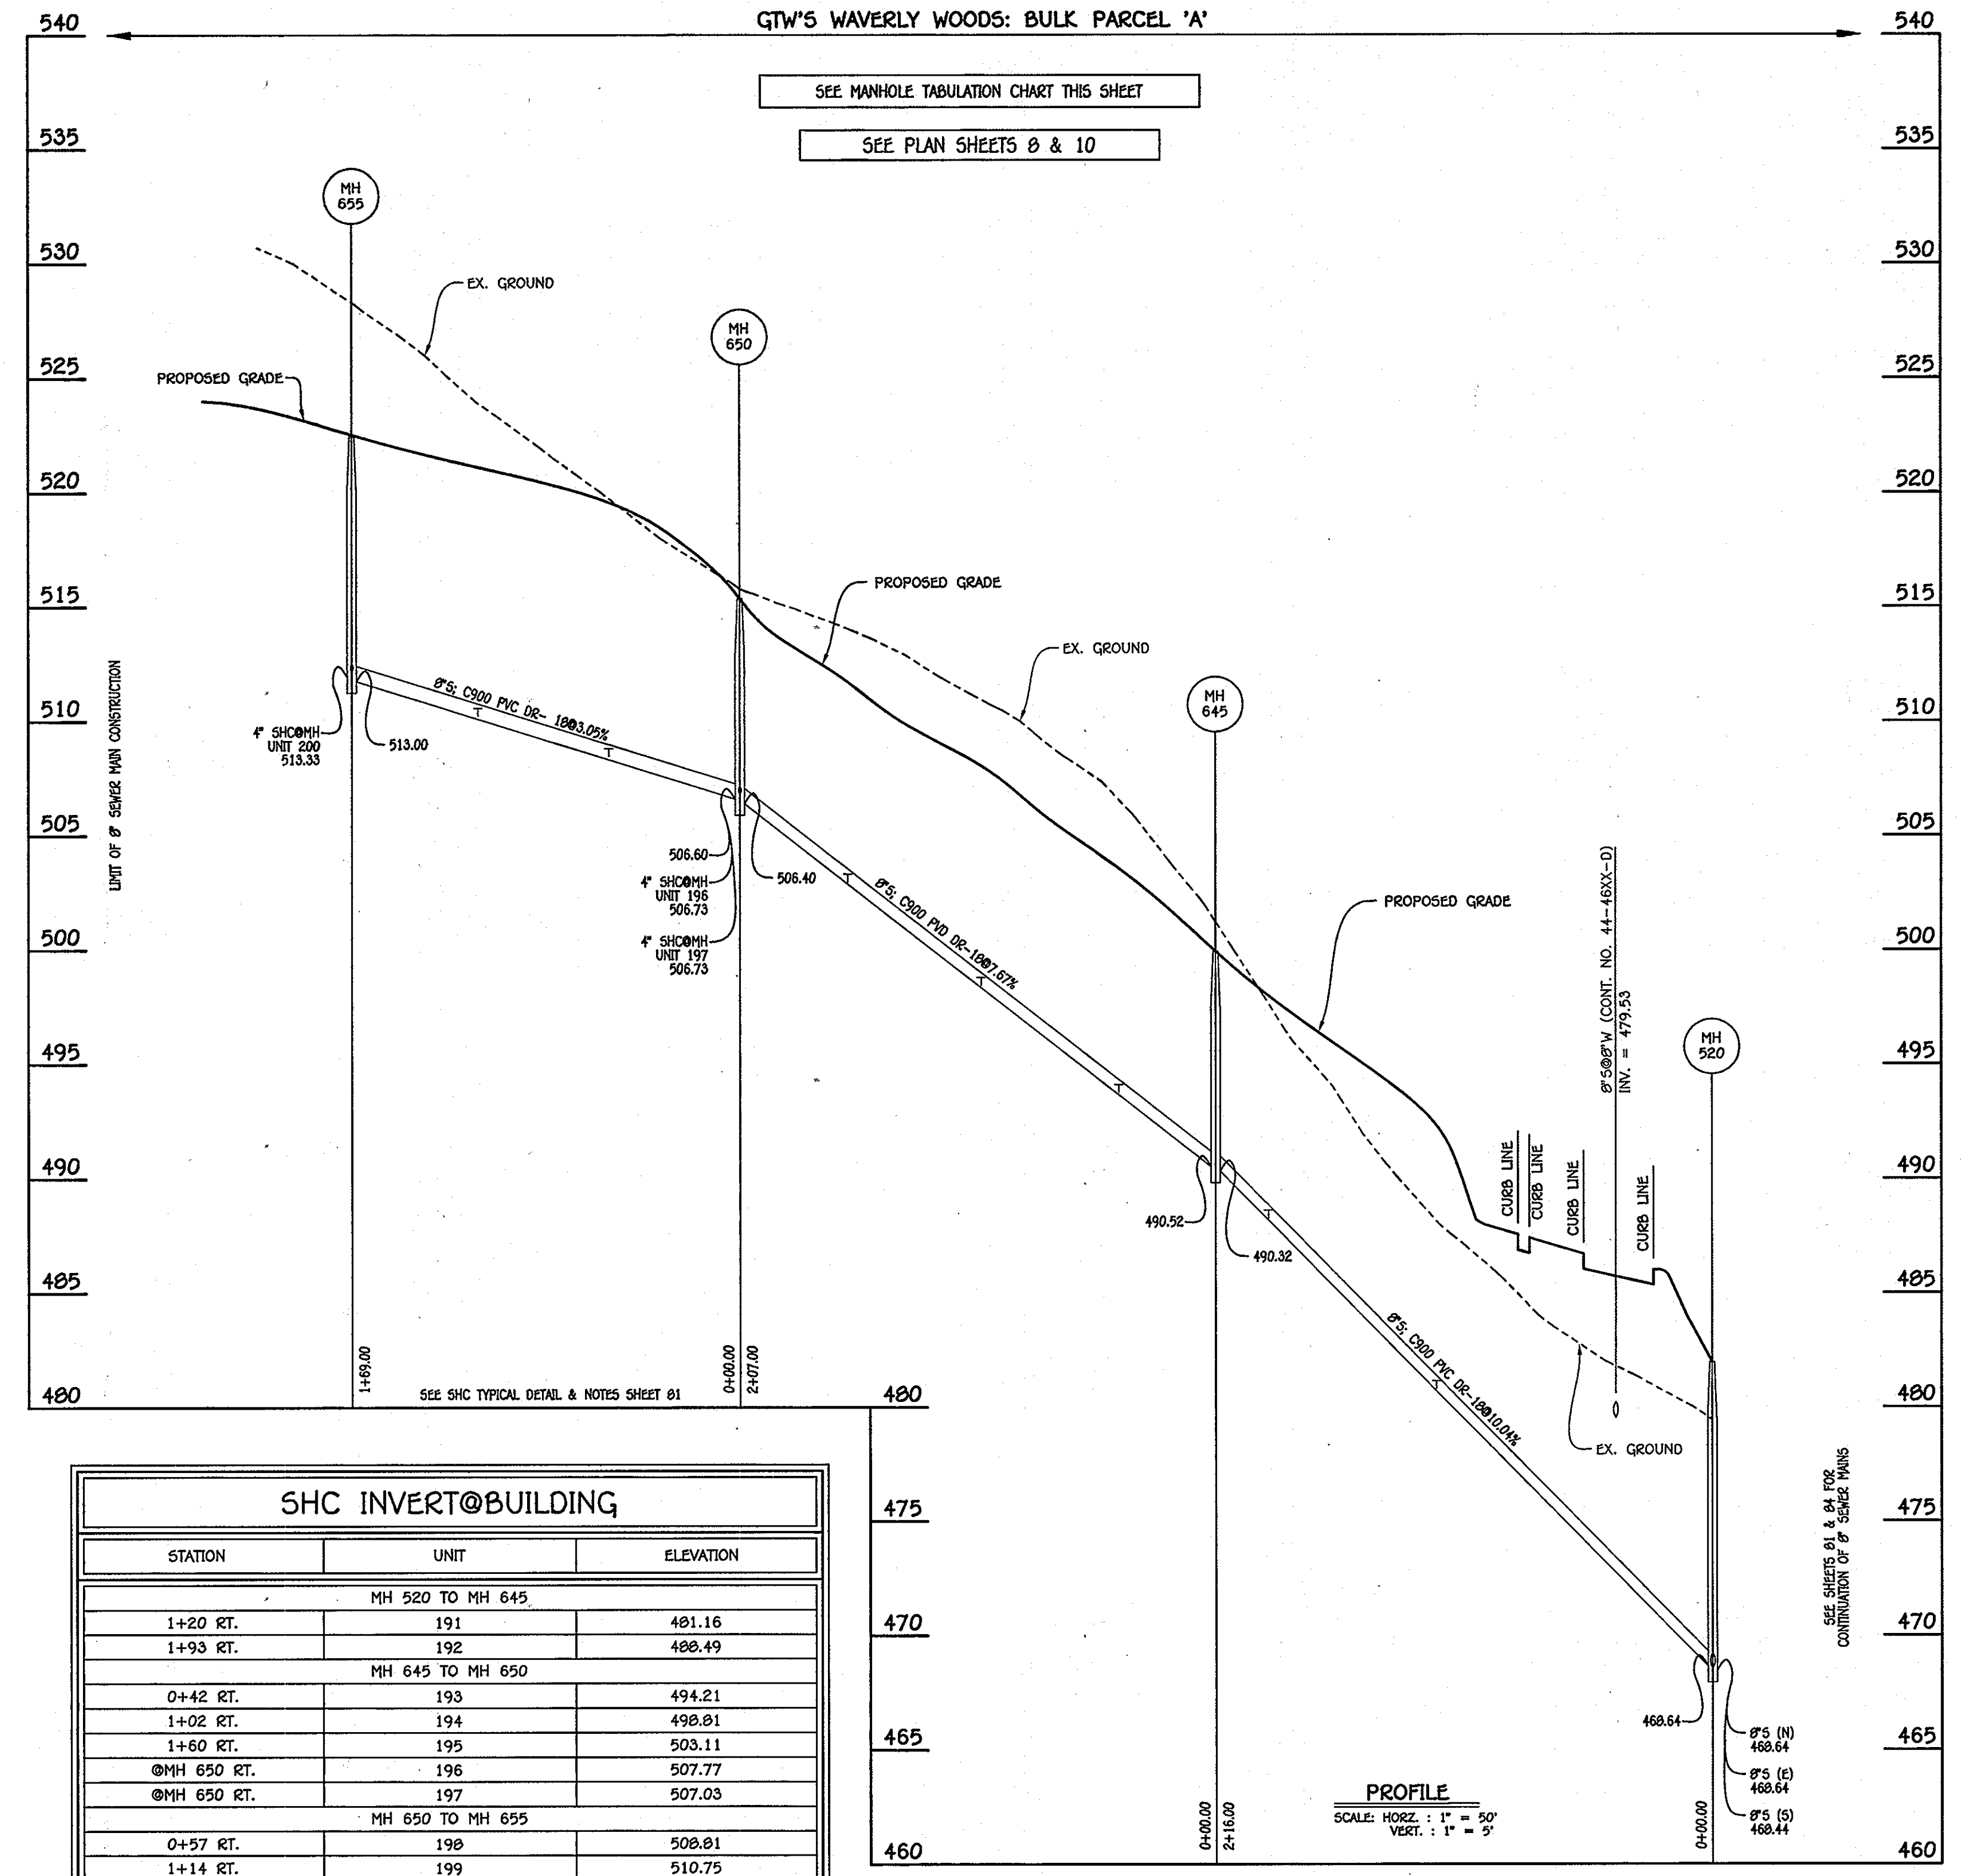 GTW'S WAVERLY WOODS: BULK PARCEL 'A'
540
540
SEE MANHOLE TABULATION CHART THIS SHEET
SEE PLAN SHEETS 8 & 10
535
535
MH
655
530
530
EX. GROUND
MH
650
525
525
PROPOSED GRADE
520
520
515
515
PROPOSED GRADE
EX. GROUND
MH
645
LIMIT OF 8" SEWER MAIN CONSTRUCTION
510
510
8"S; C900 PVC DR- 18@3.05%
4" SHC@MH
UNIT 200
513.33
513.00
505
505
506.60
4" SHC@MH
UNIT 196
506.73
506.40
4" SHC@MH
UNIT 197
506.73
8"S; C900 PVD DR-18@7.67%
500
500
PROPOSED GRADE
8"S@8"W (CONT. NO. 44-46XX-D)
INV. = 479.53
495
495
MH
520
490
490
CURB LINE
CURB LINE
CURB LINE
CURB LINE
490.52
490.32
485
485
8"S; C900 PVC DR-18@10.04%
1+69.00
0+00.00
2+07.00
SEE SHC TYPICAL DETAIL & NOTES SHEET 81
480
480
480
EX. GROUND
SEE SHEETS 81 & 84 FOR
CONTINUATION OF 8" SEWER MAINS
475
475
470
470
465
465
460
460
468.64
8"S (N)
468.64
8"S (E)
468.64
8"S (S)
468.44
0+00.00
2+16.00
0+00.00
PROFILE
SCALE: HORZ. : 1" = 50'
VERT. : 1" = 5'
SHC INVERT@BUILDING
STATION UNIT ELEVATION
MH 520 TO MH 645
1+20 RT. 191 481.16
1+93 RT. 192 488.49
MH 645 TO MH 650
0+42 RT. 193 494.21
1+02 RT. 194 498.81
1+60 RT. 195 503.11
@MH 650 RT. 196 507.77
@MH 650 RT. 197 507.03
MH 650 TO MH 655
0+57 RT. 198 508.81
1+14 RT. 199 510.75